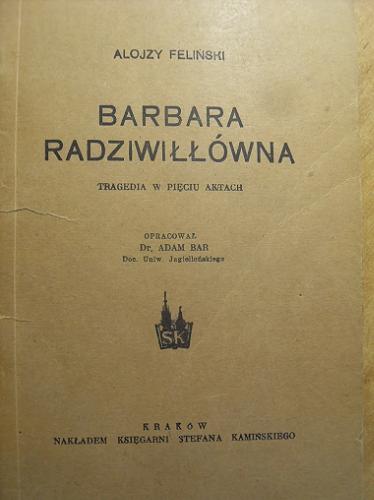 ALOJZY FELIŃSKI
BARBARA
RADZIWIŁŁÓWNA
TRAGEDIA W PIĘCIU AKTACH
OPRACOWAŁ
Dr. ADAM BAR
Doc. Uniw. Jagiellońskiego
SK
KRAKÓW
NAKŁADEM KSIĘGARNI STEFANA KAMIŃSKIEGO